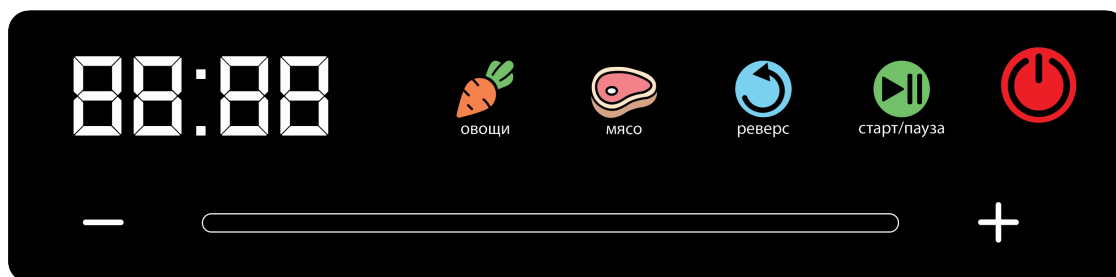 88:88
овощи
мясо
реверс
старт/пауза
− +